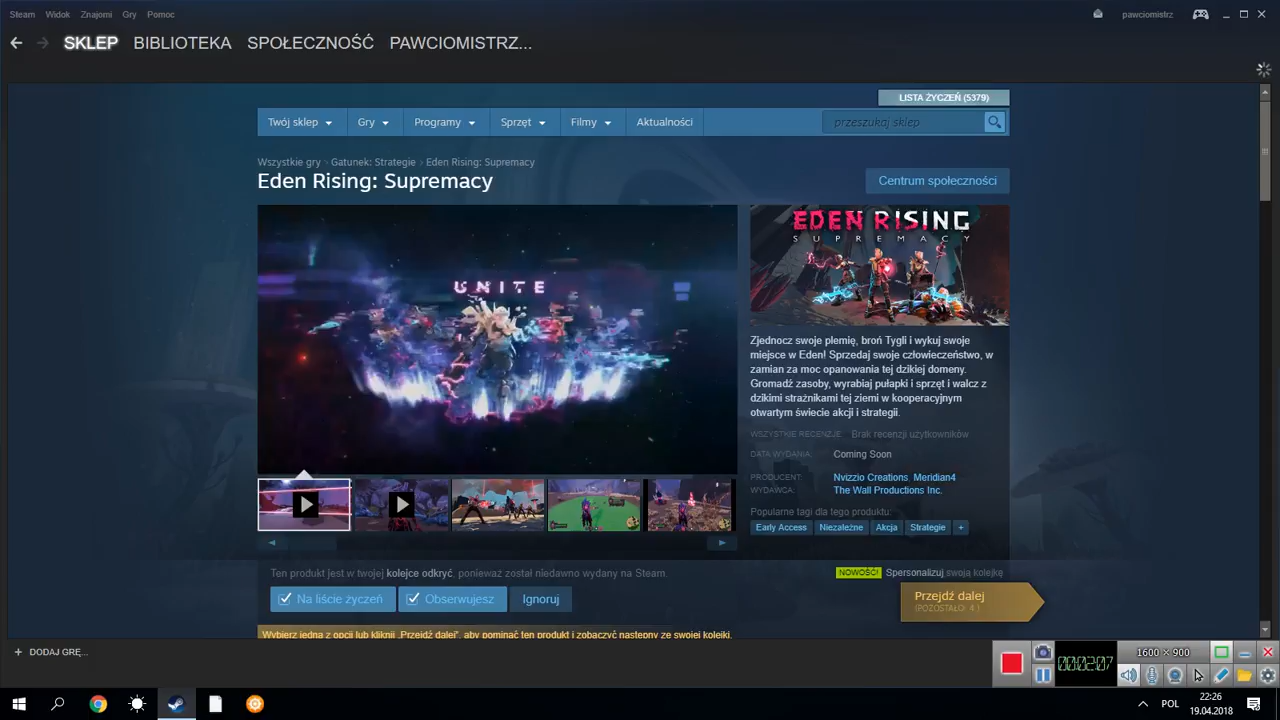 Steam Widok Znajomi Gry Pomoc
pawciomistrz
SKLEP BIBLIOTEKA SPOŁECZNOŚĆ PAWCIOMISTRZ...
LISTA ŻYCZEŃ (5379)
Twój sklep Gry Programy Sprzęt Filmy Aktualności
przeszukaj sklep
Wszystkie gry > Gatunek: Strategie > Eden Rising: Supremacy
Eden Rising: Supremacy
Centrum społeczności
UNITE
EDEN RISING
SUPREMACY
Zjednocz swoje plemię, broń Tygli i wykuj swoje
miejsce w Eden! Sprzedaj swoje człowieczeństwo, w
zamian za moc opanowania tej dzikiej domeny.
Gromadź zasoby, wyrabiaj pułapki i sprzęt i walcz z
dzikimi strażnikami tej ziemi w kooperacyjnym
otwartym świecie akcji i strategii.
WSZYSTKIE RECENZJE: Brak recenzji użytkowników
DATA WYDANIA: Coming Soon
PRODUCENT: Nvizzio Creations, Meridian4
WYDAWCA: The Wall Productions Inc.
Popularne tagi dla tego produktu:
Early Access Niezależne Akcja Strategie +
Ten produkt jest w twojej kolejce odkryć, ponieważ został niedawno wydany na Steam.
NOWOŚĆ! Spersonalizuj swoją kolejkę
Na liście życzeń Obserwujesz Ignoruj
Przejdź dalej
(POZOSTAŁO: 4 )
Wybierz jedną z opcji lub kliknij „Przejdź dalej”, aby pominąć ten produkt i zobaczyć następny ze swojej kolejki.
+ DODAJ GRĘ...
1600 × 900
00:02:07
POL
22:26
19.04.2018